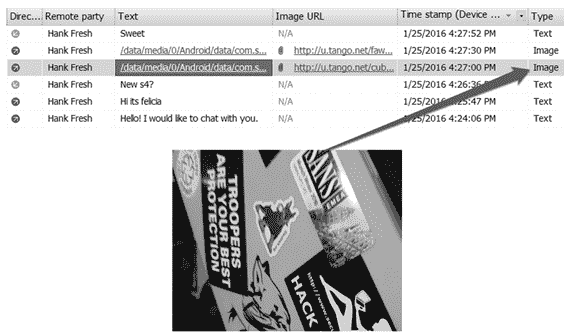 Direc... Remote party Text Image URL Time stamp (Device ... Type
Hank Fresh Sweet N/A 1/25/2016 4:27:52 PM Text
Hank Fresh /data/media/0/Android/data/com.s... http://u.tango.net/faw... 1/25/2016 4:27:30 PM Image
Hank Fresh /data/media/0/Android/data/com.s... http://u.tango.net/cub... 1/25/2016 4:27:00 PM Image
Hank Fresh New s4? N/A 1/25/2016 4:26:36 Text
Hank Fresh Hi its felicia N/A 1/25/2016 4:25:47 PM Text
Hank Fresh Hello! I would like to chat with you. N/A 1/25/2016 4:24:06 PM Text
TROOPERS
ARE YOUR BEST
PROTECTION
SANS
HACK